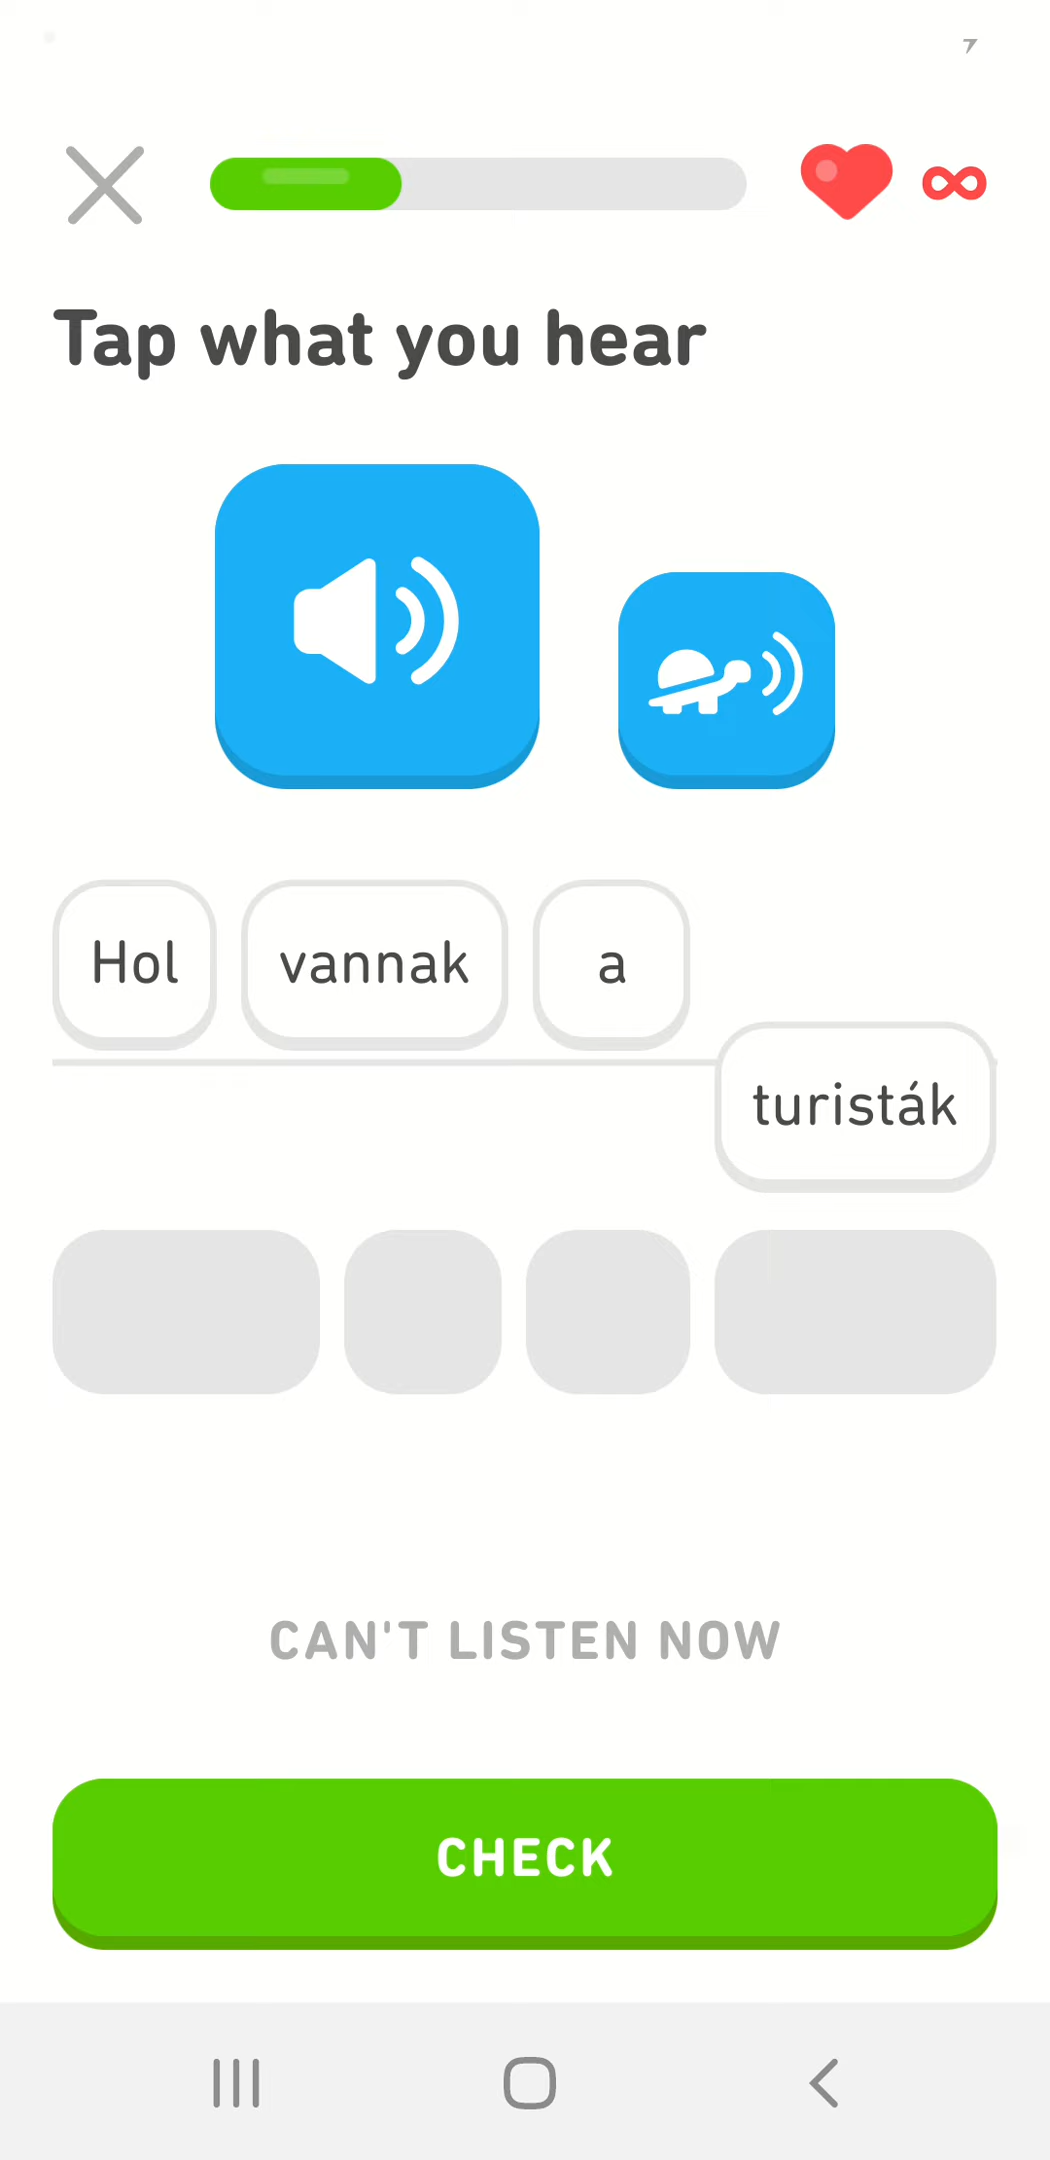 Tap what you hear
Hol vannak a
turisták
CAN'T LISTEN NOW
CHECK